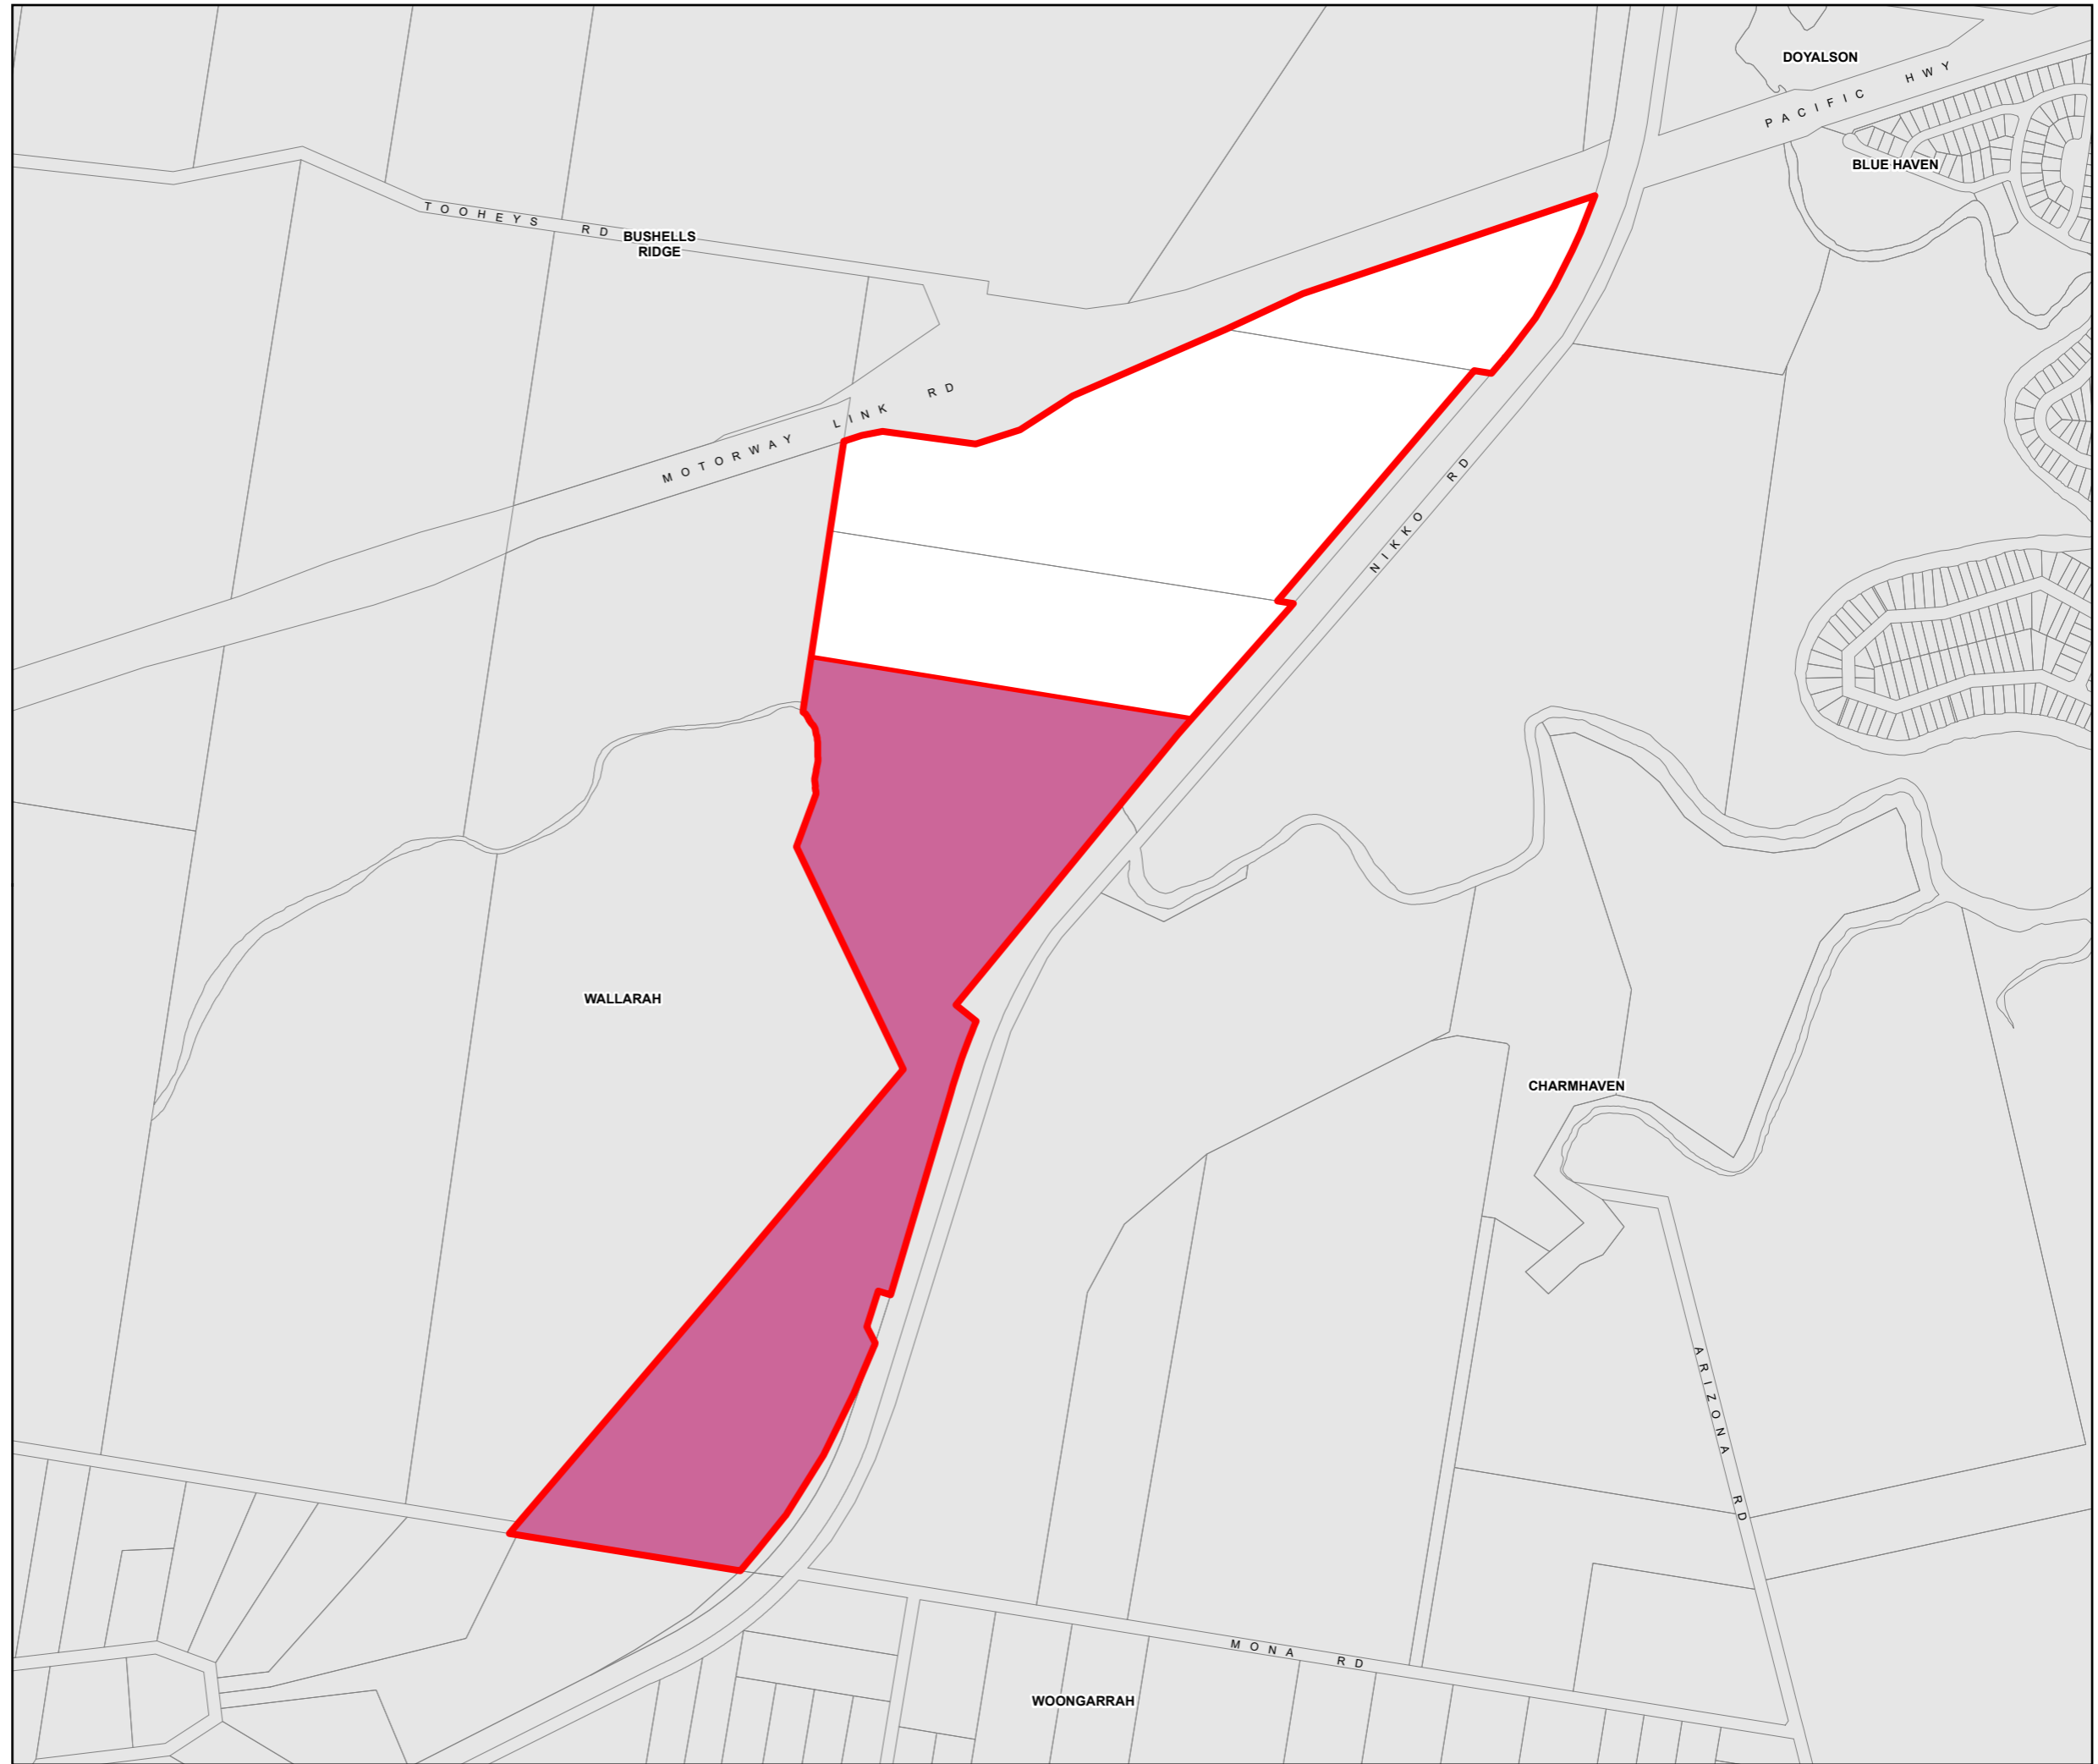 DOYALSON
PACIFIC HWY
BLUE HAVEN
TOOHEYS RD
BUSHELLS
RIDGE
MOTORWAY LINK RD
NIKKO RD
WALLARAH
CHARMHAVEN
ARIZONA RD
MONA RD
WOONGARRAH